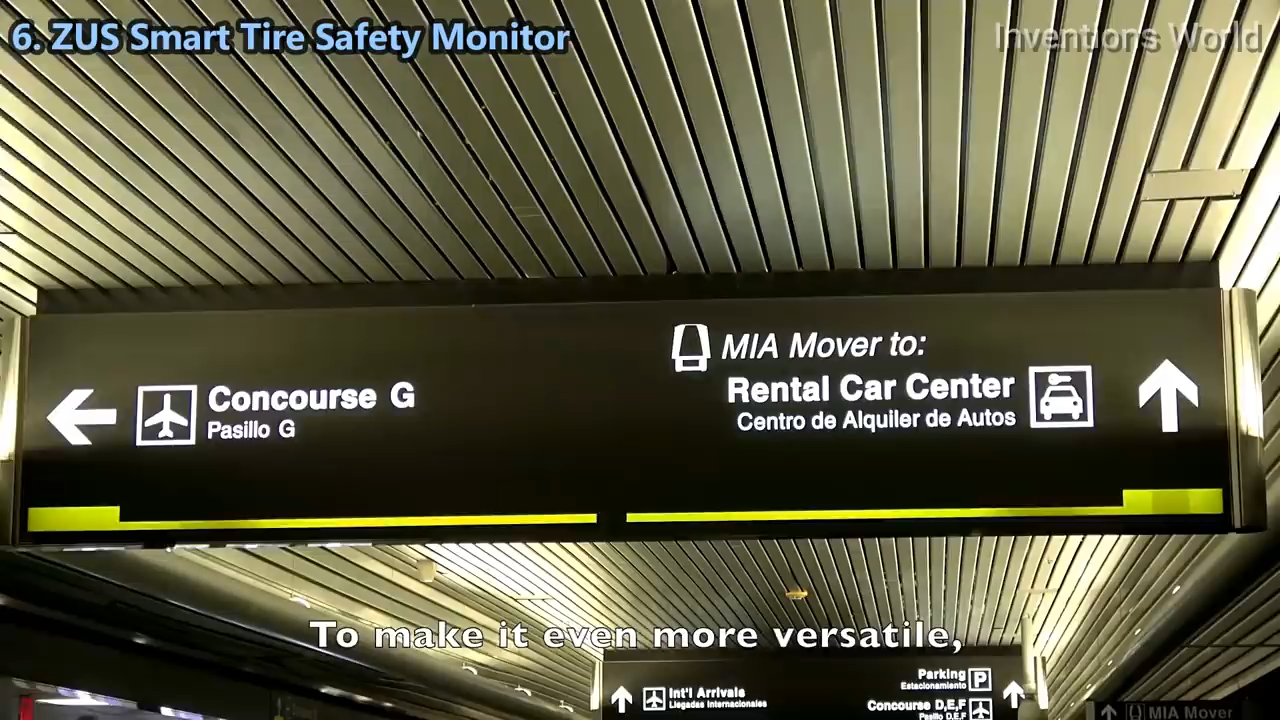 6. ZUS Smart Tire Safety Monitor
Inventions World
MIA Mover to:
Concourse G
Pasillo G
Rental Car Center
Centro de Alquiler de Autos
To make it even more versatile,
Int'l Arrivals
Llegadas Internacionales
Parking
Estacionamiento
P
Concourse D,E,F
Pasillo D,E,F
MIA Mover